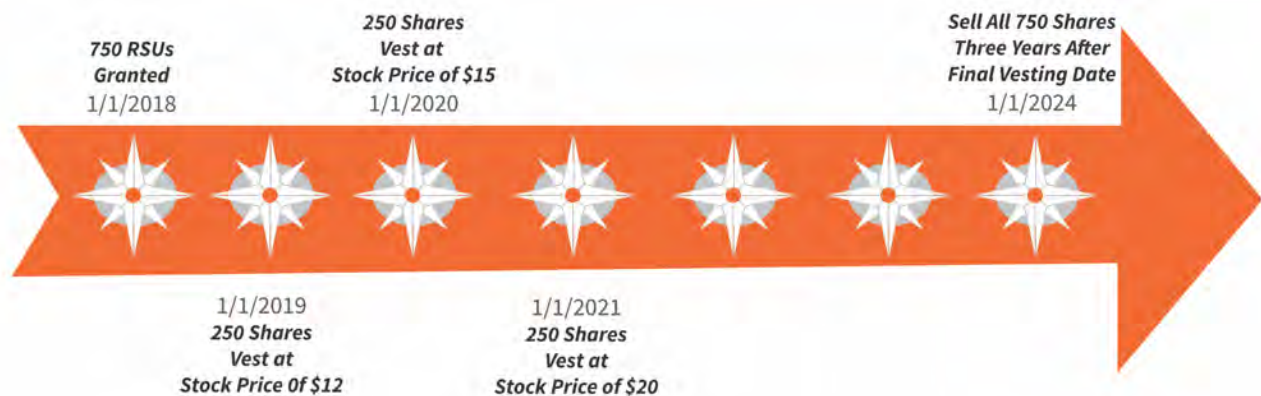 750 RSUs
Granted
1/1/2018
250 Shares
Vest at
Stock Price of $15
1/1/2020
Sell All 750 Shares
Three Years After
Final Vesting Date
1/1/2024
1/1/2019
250 Shares
Vest at
Stock Price 0f $12
1/1/2021
250 Shares
Vest at
Stock Price of $20